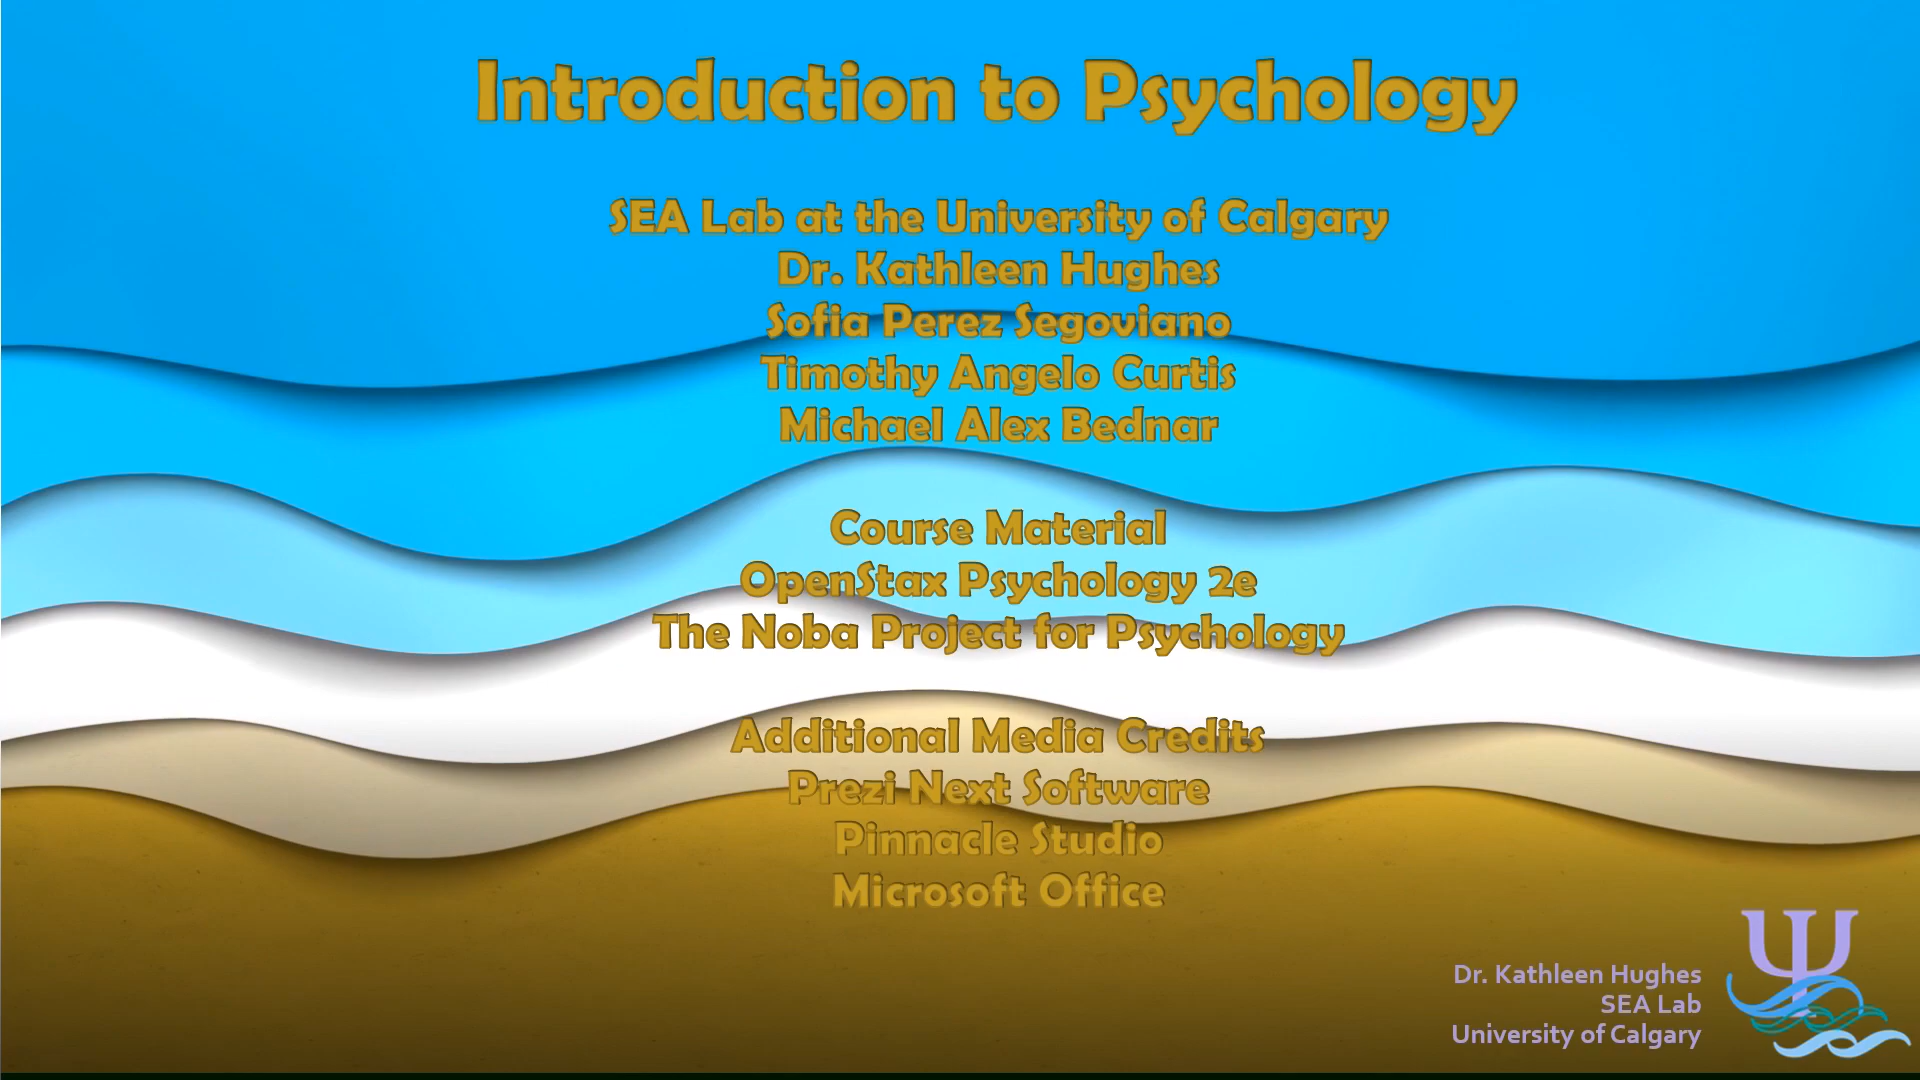 Introduction to Psychology
SEA Lab at the University of Calgary
Dr. Kathleen Hughes
Sofia Perez Segoviano
Timothy Angelo Curtis
Michael Alex Bednar
Course Material
OpenStax Psychology 2e
The Noba Project for Psychology
Additional Media Credits
Prezi Next Software
Pinnacle Studio
Microsoft Office
Dr. Kathleen Hughes
SEA Lab
University of Calgary